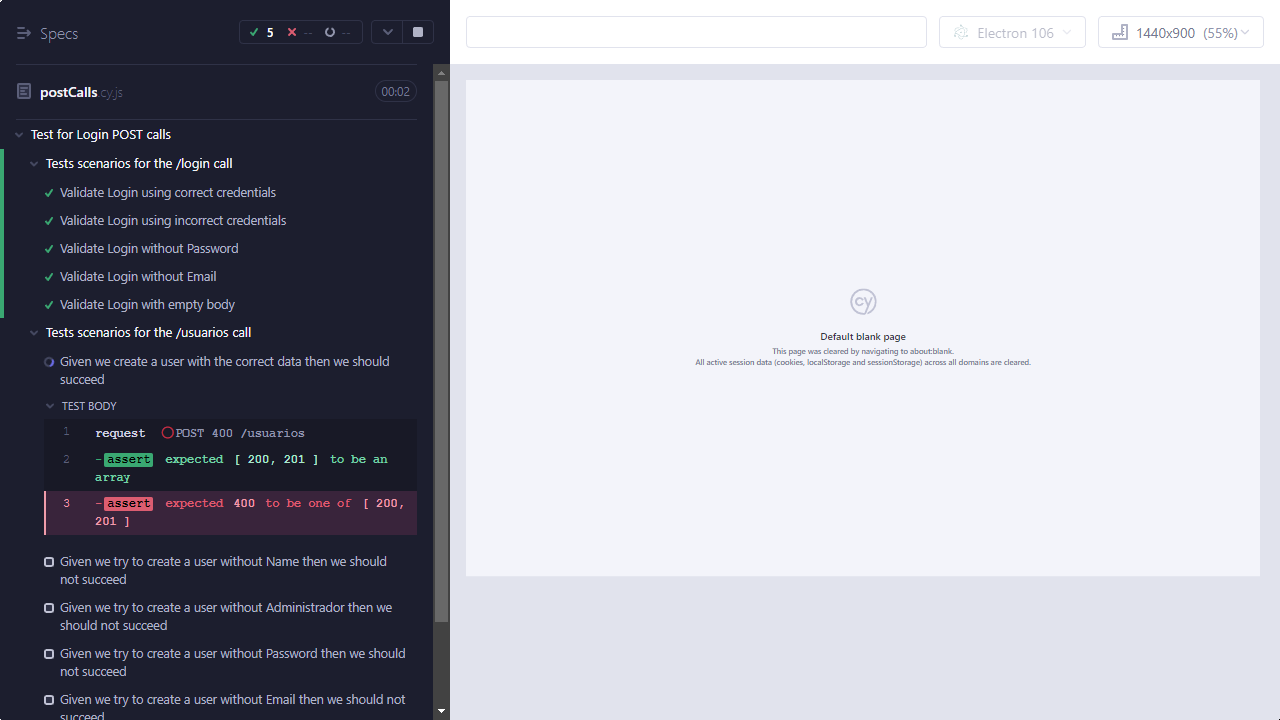 Specs
5
--
--
Electron 106
1440x900 (55%)
postCalls.cy.js
00:02
Test for Login POST calls
Tests scenarios for the /login call
Validate Login using correct credentials
Validate Login using incorrect credentials
Validate Login without Password
Validate Login without Email
Validate Login with empty body
Tests scenarios for the /usuarios call
Given we create a user with the correct data then we should
succeed
TEST BODY
1 request POST 400 /usuarios
2 -assert expected [ 200, 201 ] to be an
array
3 -assert expected 400 to be one of [ 200,
201 ]
Given we try to create a user without Name then we should
not succeed
Given we try to create a user without Administrador then we
should not succeed
Given we try to create a user without Password then we should
not succeed
Given we try to create a user without Email then we should not
succeed
cy
Default blank page
This page was cleared by navigating to about:blank.
All active session data (cookies, localStorage and sessionStorage) across all domains are cleared.